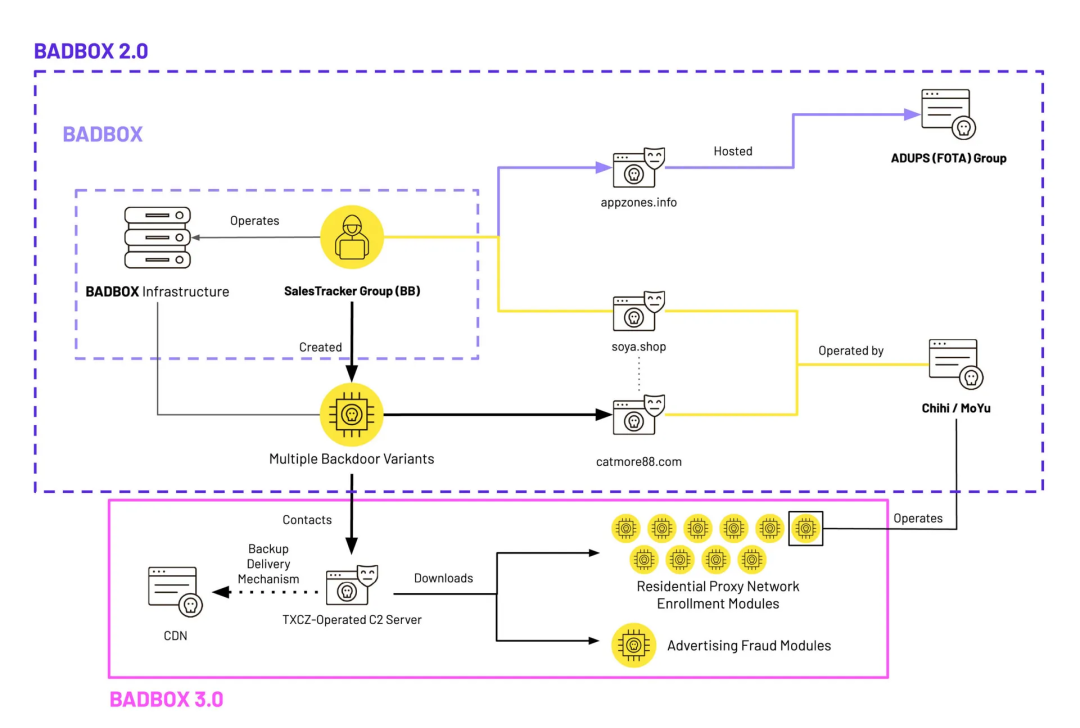 BADBOX 2.0
BADBOX
Hosted
ADUPS (FOTA) Group
appzones.info
Operates
BADBOX Infrastructure
SalesTracker Group (BB)
Created
soya.shop
Operated by
Chihi / MoYu
Multiple Backdoor Variants
catmore88.com
Contacts
Operates
Backup
Delivery
Mechanism
Downloads
Residential Proxy Network
Enrollment Modules
CDN
TXCZ-Operated C2 Server
Advertising Fraud Modules
BADBOX 3.0